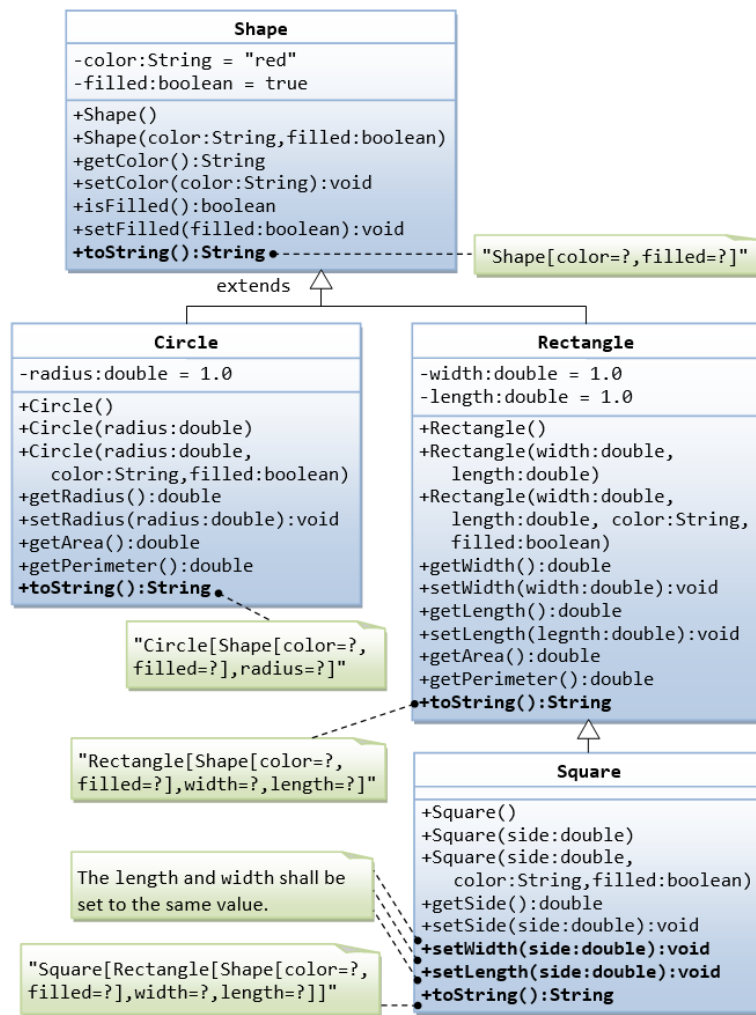 Shape
-color:String = "red"
-filled:boolean = true
+Shape()
+Shape(color:String,filled:boolean)
+getColor():String
+setColor(color:String):void
+isFilled():boolean
+setFilled(filled:boolean):void
+toString():String
"Shape[color=?,filled=?]"
extends
Circle
-radius:double = 1.0
+Circle()
+Circle(radius:double)
+Circle(radius:double,
color:String,filled:boolean)
+getRadius():double
+setRadius(radius:double):void
+getArea():double
+getPerimeter():double
+toString():String
"Circle[Shape[color=?,
filled=?],radius=?]"
Rectangle
-width:double = 1.0
-length:double = 1.0
+Rectangle()
+Rectangle(width:double,
length:double)
+Rectangle(width:double,
length:double, color:String,
filled:boolean)
+getWidth():double
+setWidth(width:double):void
+getLength():double
+setLength(legnth:double):void
+getArea():double
+getPerimeter():double
+toString():String
"Rectangle[Shape[color=?,
filled=?],width=?,length=?]"
Square
+Square()
+Square(side:double)
+Square(side:double,
color:String,filled:boolean)
+getSide():double
+setSide(side:double):void
+setWidth(side:double):void
+setLength(side:double):void
+toString():String
The length and width shall be
set to the same value.
"Square[Rectangle[Shape[color=?,
filled=?],width=?,length=?]]"